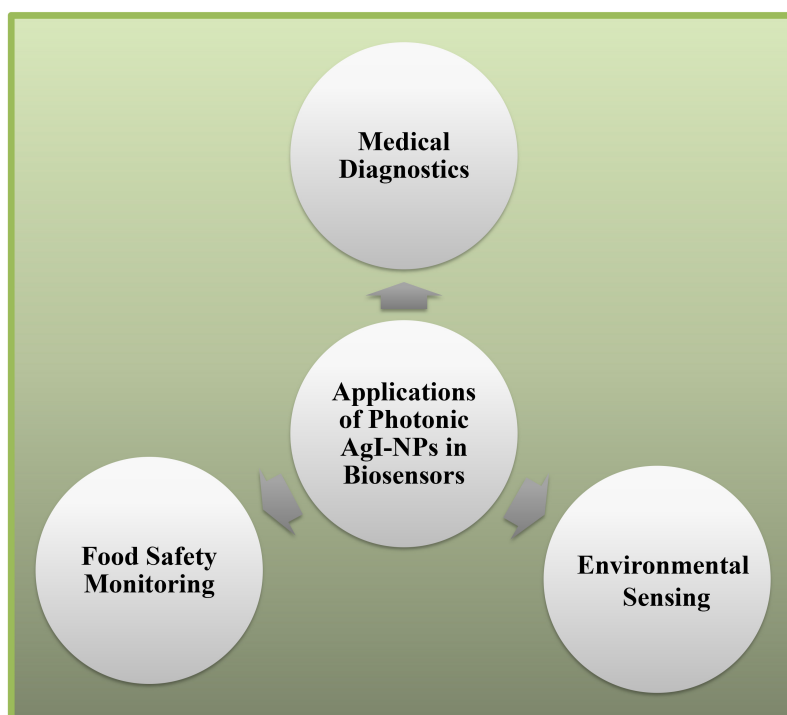 Medical
Diagnostics
Applications
of Photonic
AgI-NPs in
Biosensors
Food Safety
Monitoring
Environmental
Sensing